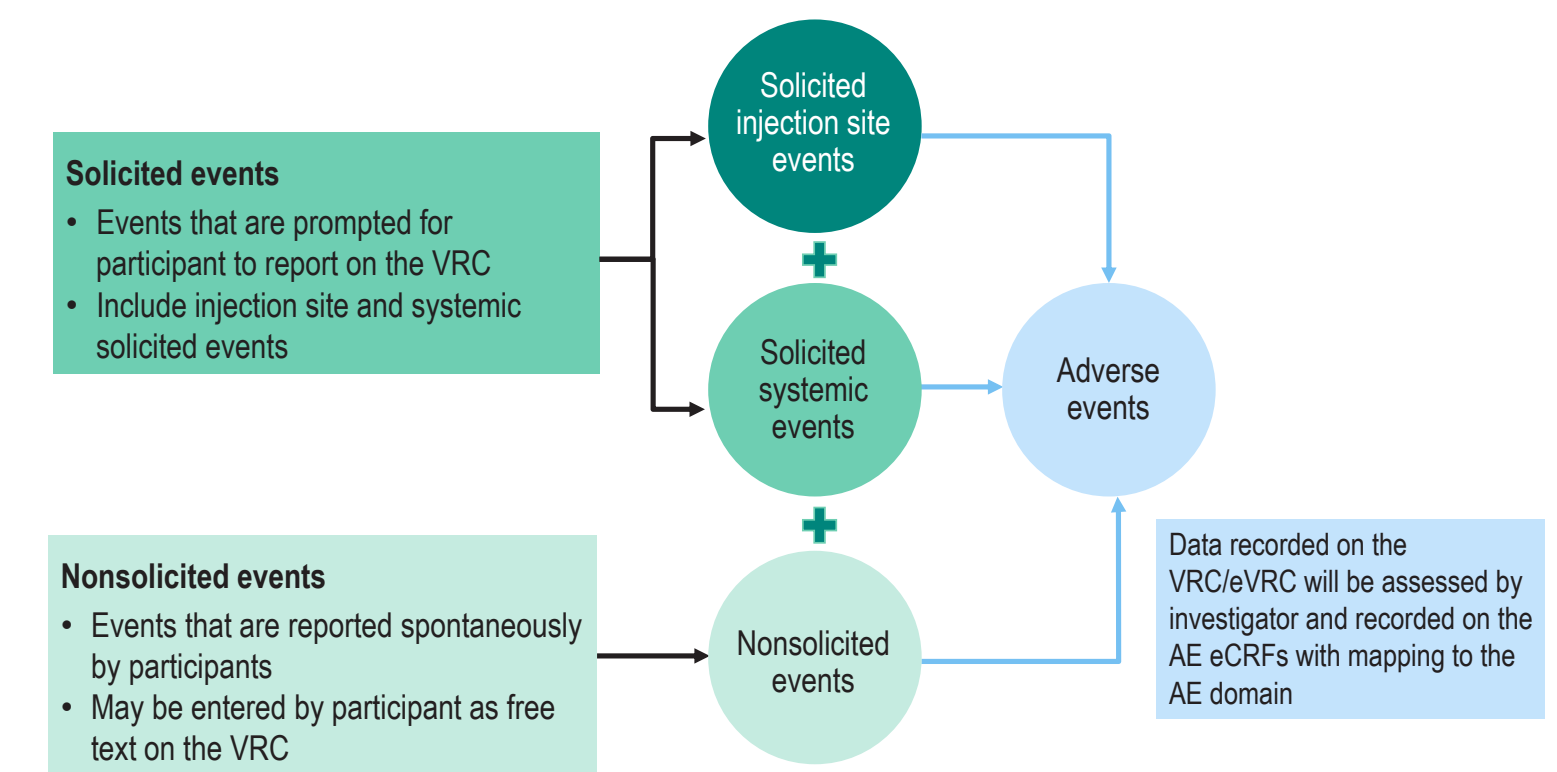 Solicited events
• Events that are prompted for
participant to report on the VRC
• Include injection site and systemic
solicited events
Solicited
injection site
events
Solicited
systemic
events
Adverse
events
Nonsolicited events
• Events that are reported spontaneously
by participants
• May be entered by participant as free
text on the VRC
Nonsolicited
events
Data recorded on the
VRC/eVRC will be assessed by
investigator and recorded on the
AE eCRFs with mapping to the
AE domain